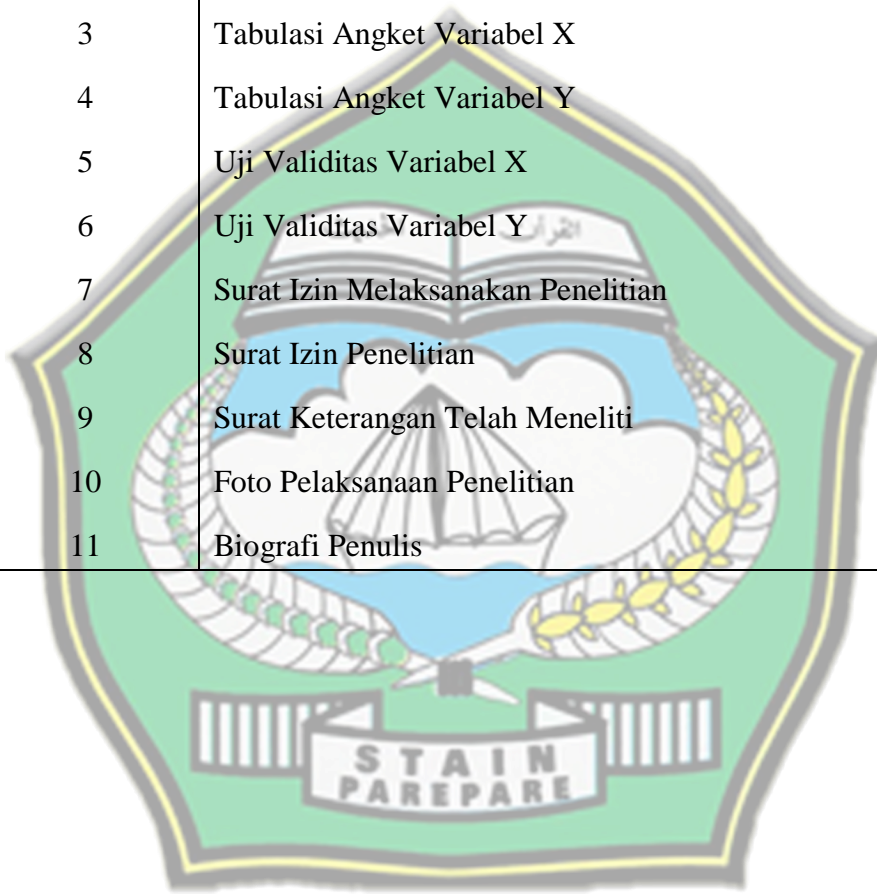 3 Tabulasi Angket Variabel X
4 Tabulasi Angket Variabel Y
5 Uji Validitas Variabel X
6 Uji Validitas Variabel Y
القرآن
7 Surat Izin Melaksanakan Penelitian
8 Surat Izin Penelitian
9 Surat Keterangan Telah Meneliti
10 Foto Pelaksanaan Penelitian
11 Biografi Penulis
STAIN
PAREPARE